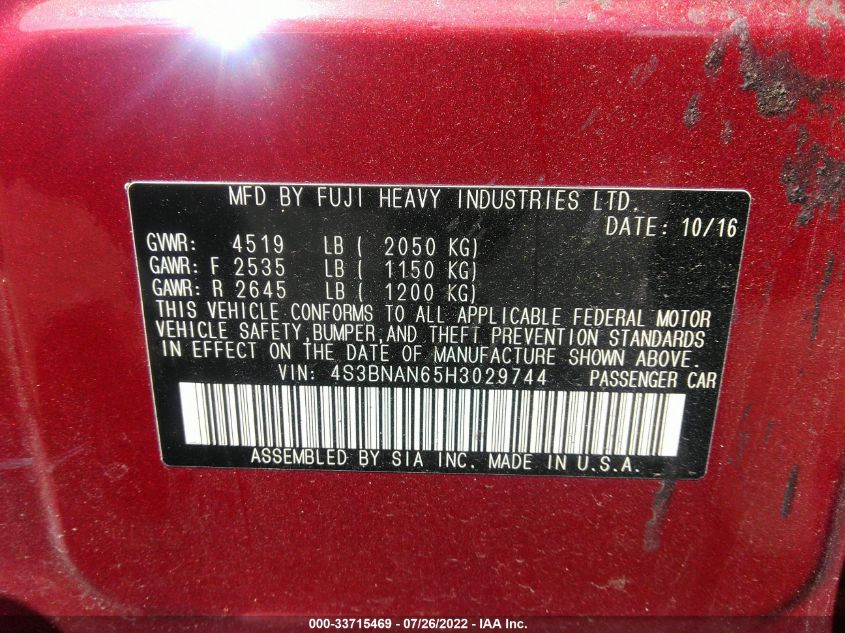 MFD BY FUJI HEAVY INDUSTRIES LTD.
DATE: 10/16
GVWR: 4519 LB ( 2050 KG)
GAWR: F 2535 LB ( 1150 KG)
GAWR: R 2645 LB ( 1200 KG)
THIS VEHICLE CONFORMS TO ALL APPLICABLE FEDERAL MOTOR
VEHICLE SAFETY,BUMPER,AND THEFT PREVENTION STANDARDS
IN EFFECT ON THE DATE OF MANUFACTURE SHOWN ABOVE.
VIN: 4S3BNAN65H3029744 PASSENGER CAR
ASSEMBLED BY SIA INC. MADE IN U.S.A.
000-33715469 - 07/26/2022 - IAA Inc.